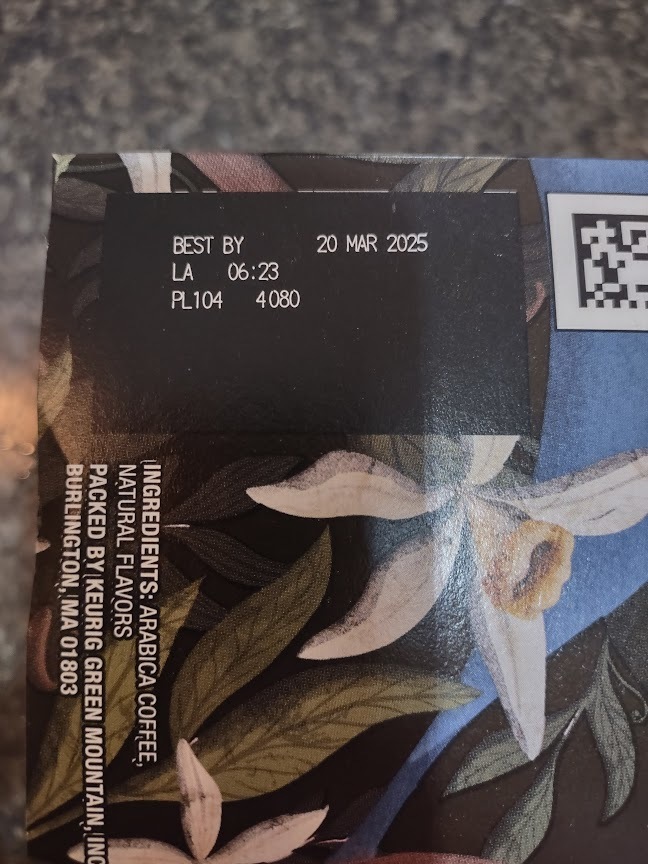 BEST BY 20 MAR 2025
LA 06:23
PL104 4080
INGREDIENTS: ARABICA COFFEE,
NATURAL FLAVORS
PACKED BY KEURIG GREEN MOUNTAIN, INC
BURLINGTON, MA 01803